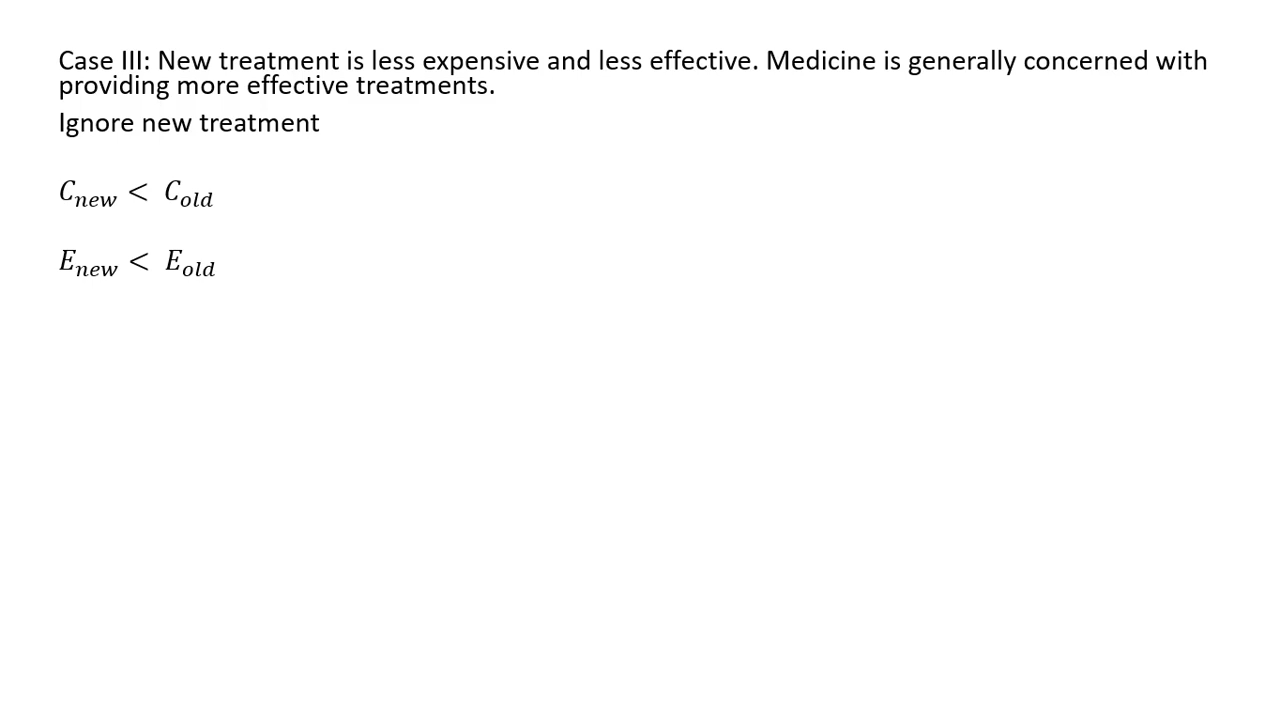 Case III: New treatment is less expensive and less effective. Medicine is generally concerned with
providing more effective treatments.
Ignore new treatment
C_new < C_old
E_new < E_old